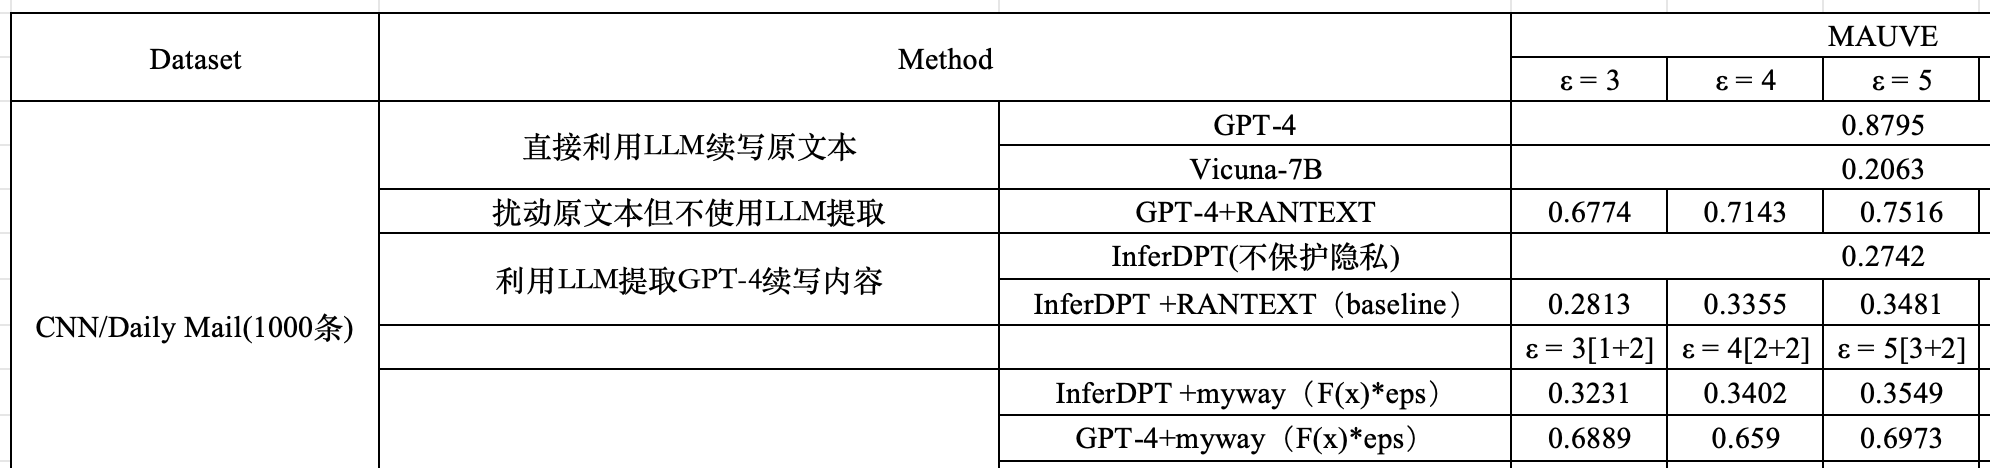 Dataset Method MAUVE
ε = 3 ε = 4 ε = 5
CNN/Daily Mail(1000条)
直接利用LLM续写原文本 GPT-4 0.8795
Vicuna-7B 0.2063
扰动原文本但不使用LLM提取 GPT-4+RANTEXT 0.6774 0.7143 0.7516
利用LLM提取GPT-4续写内容 InferDPT(不保护隐私) 0.2742
InferDPT +RANTEXT（baseline） 0.2813 0.3355 0.3481
ε = 3[1+2] ε = 4[2+2] ε = 5[3+2]
InferDPT +myway（F(x)*eps） 0.3231 0.3402 0.3549
GPT-4+myway（F(x)*eps） 0.6889 0.659 0.6973